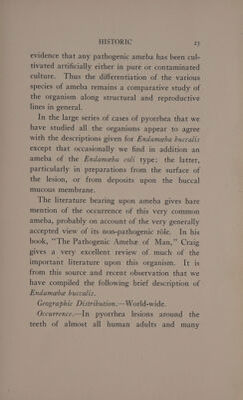 HISTORIC 23
evidence that any pathogenic ameba has been cul-
tivated artificially either in pure or contaminated
culture. Thus the differentiation of the various
species of ameba remains a comparative study of
the organism along structural and reproductive
lines in general.
In the large series of cases of pyorrhea that we
have studied all the organisms appear to agree
with the descriptions given for Endamœba buccalis
except that occasionally we find in addition an
ameba of the Endamœba coli type: the latter,
particularly in preparations from the surface of
the lesion, or from deposits upon the buccal
mucous membrane.
The literature bearing upon ameba gives bare
mention of the occurrence of this very common
ameba, probably on account of the very generally
accepted view of its non-pathogenic rôle. In his
book, "The Pathogenic Amebæ of Man," Craig
gives a very excellent review of much of the
important literature upon this organism. It is
from this source and recent observation that we
have compiled the following brief description of
Endamœbæ buccalis.
Geographic Distribution.—World-wide.
Occurrence.—In pyorrhea lesions around the
teeth of almost all human adults and many